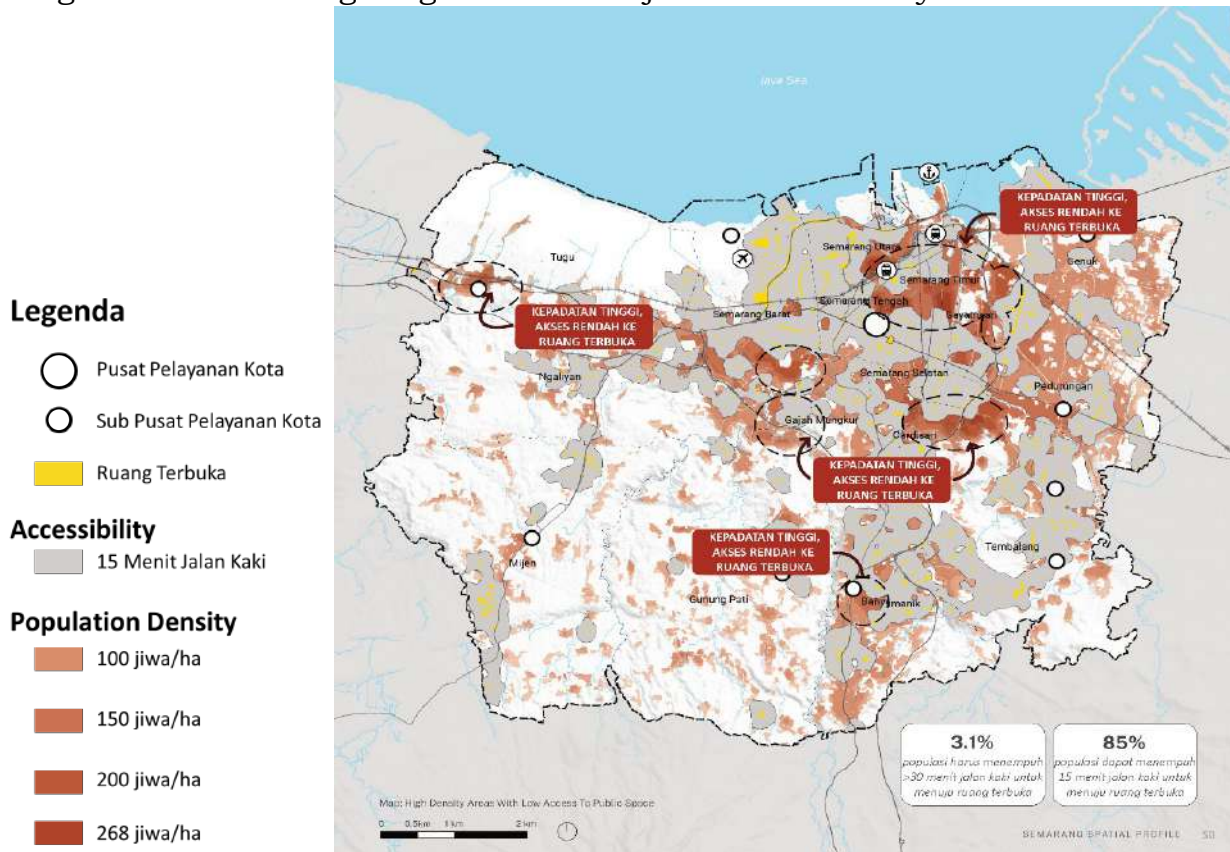 Java Sea
KEPADATAN TINGGI,
AKSES RENDAH KE
RUANG TERBUKA
Genuk
Semarang Utara
Tugu
Semarang Timur
Semarang Tengah
Legenda
KEPADATAN TINGGI,
AKSES RENDAH KE
RUANG TERBUKA
Semarang Barat
Gayamsari
Pusat Pelayanan Kota
Ngaliyan
Semarang Selatan
Pedurungan
Sub Pusat Pelayanan Kota
Gajah Mungkur
Candisari
Ruang Terbuka
KEPADATAN TINGGI,
AKSES RENDAH KE
RUANG TERBUKA
Accessibility
15 Menit Jalan Kaki
KEPADATAN TINGGI,
AKSES RENDAH KE
RUANG TERBUKA
Tembalang
Mijen
Gunung Pati
Banyumanik
Population Density
100 jiwa/ha
150 jiwa/ha
200 jiwa/ha
268 jiwa/ha
3.1%
populasi harus menempuh
>30 menit jalan kaki untuk
menuju ruang terbuka
85%
populasi dapat menempuh
15 menit jalan kaki untuk
menuju ruang terbuka
Map: High Density Areas With Low Access To Public Space
0 0.5km 1 km 2 km
SEMARANG SPATIAL PROFILE 50